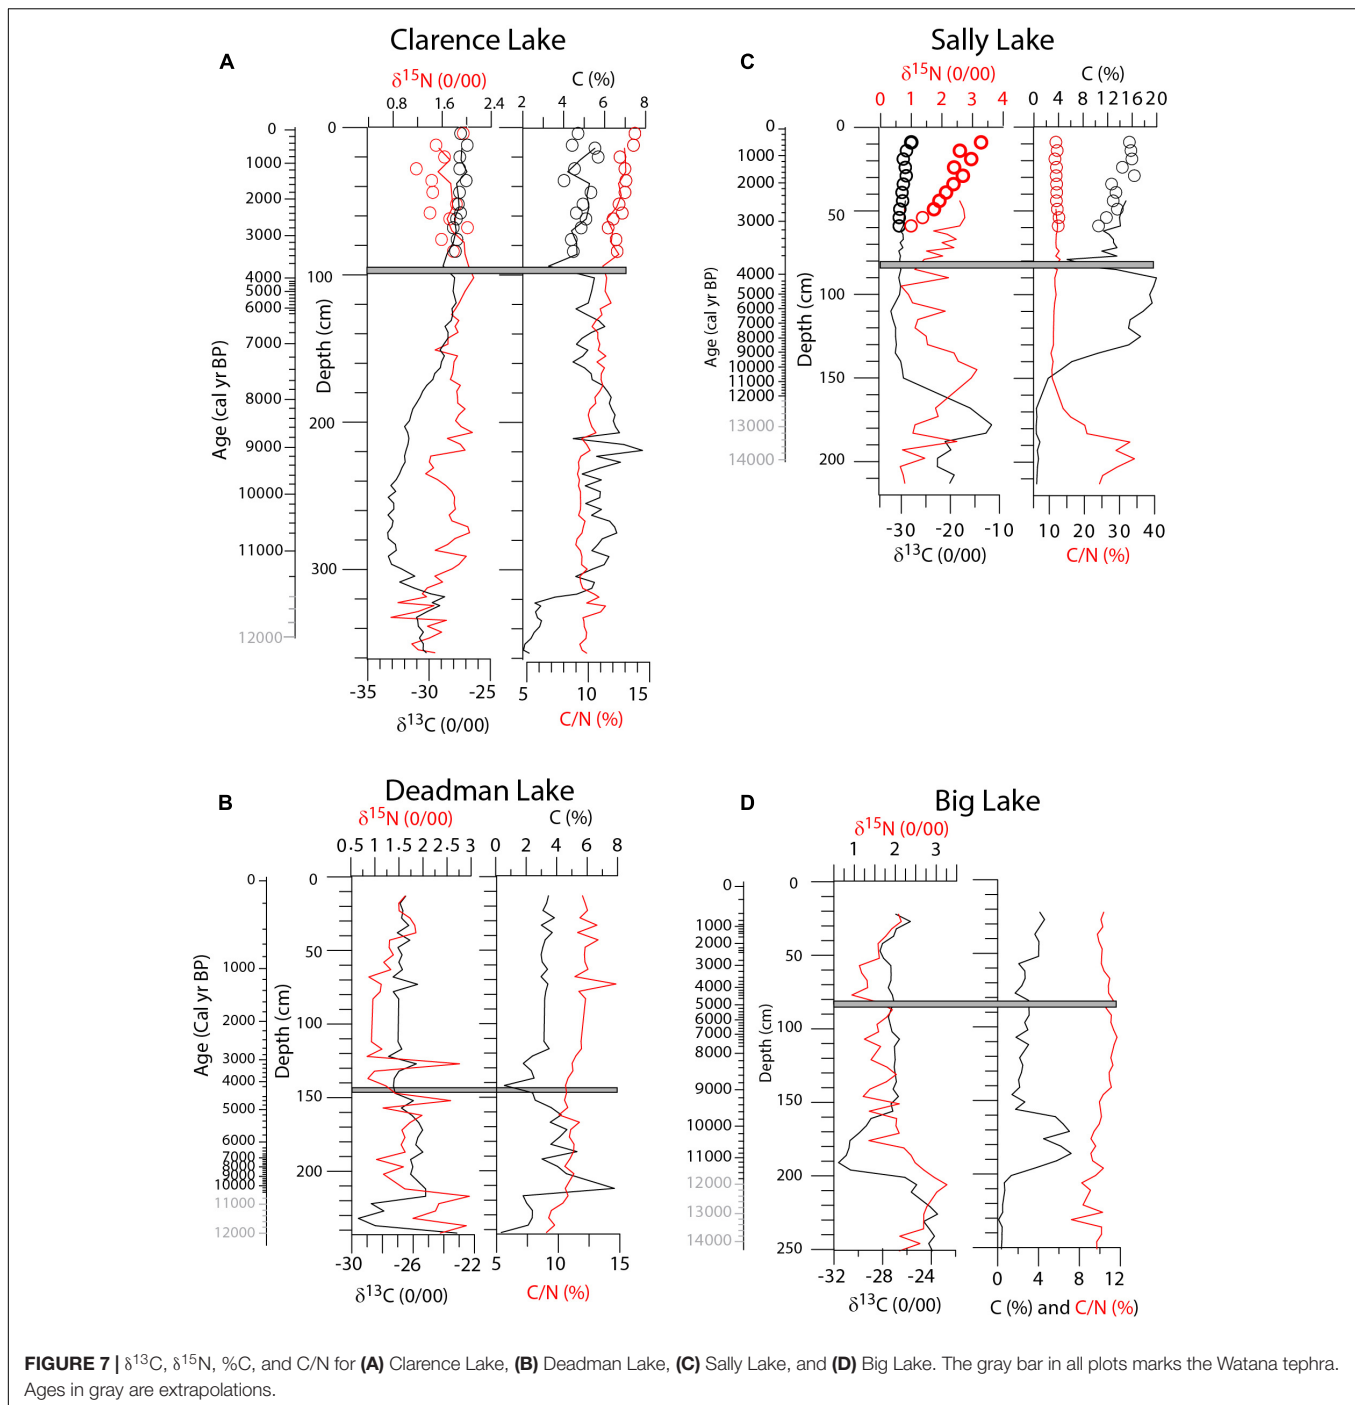 Clarence Lake
A
δ15N (0/00)
C (%)
0.8 1.6 2.4
2 4 6 8
0
1000
2000
3000
4000
5000
6000
7000
8000
9000
10000
11000
12000
Age (cal yr BP)
0
100
200
300
Depth (cm)
-35 -30 -25
δ13C (0/00)
5 10 15
C/N (%)
Sally Lake
C
δ15N (0/00)
C (%)
0 1 2 3 4
0 4 8 12 16 20
0
1000
2000
3000
4000
5000
6000
7000
8000
9000
10000
11000
12000
13000
14000
Age (cal yr BP)
0
50
100
150
200
Depth (cm)
-30 -20 -10
δ13C (0/00)
10 20 30 40
C/N (%)
Deadman Lake
B
δ15N (0/00)
C (%)
0.5 1 1.5 2 2.5 3
0 2 4 6 8
0
1000
2000
3000
4000
5000
6000
7000
8000
9000
10000
11000
12000
Age (Cal yr BP)
0
50
100
150
200
Depth (cm)
-30 -26 -22
δ13C (0/00)
5 10 15
C/N (%)
Big Lake
D
δ15N (0/00)
1 2 3
0
1000
2000
3000
4000
5000
6000
7000
8000
9000
10000
11000
12000
13000
14000
0
50
100
150
200
250
Depth (cm)
-32 -28 -24
δ13C (0/00)
0 4 8 12
C (%) and C/N (%)
FIGURE 7 | δ13C, δ15N, %C, and C/N for (A) Clarence Lake, (B) Deadman Lake, (C) Sally Lake, and (D) Big Lake. The gray bar in all plots marks the Watana tephra.
Ages in gray are extrapolations.